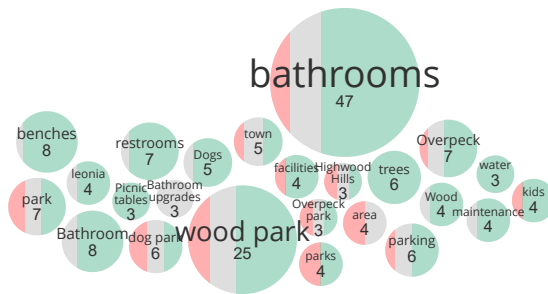 bathrooms
47
benches
8
restrooms
7
Dogs
5
town
5
Overpeck
7
leonia
4
Picnic
tables
3
Bathroom
upgrades
3
facilities
4
Highwood
Hills
3
trees
6
water
3
park
7
Bathroom
8
dog park
6
wood park
25
Overpeck
park
3
area
4
Wood
4
maintenance
4
kids
4
parks
4
parking
6